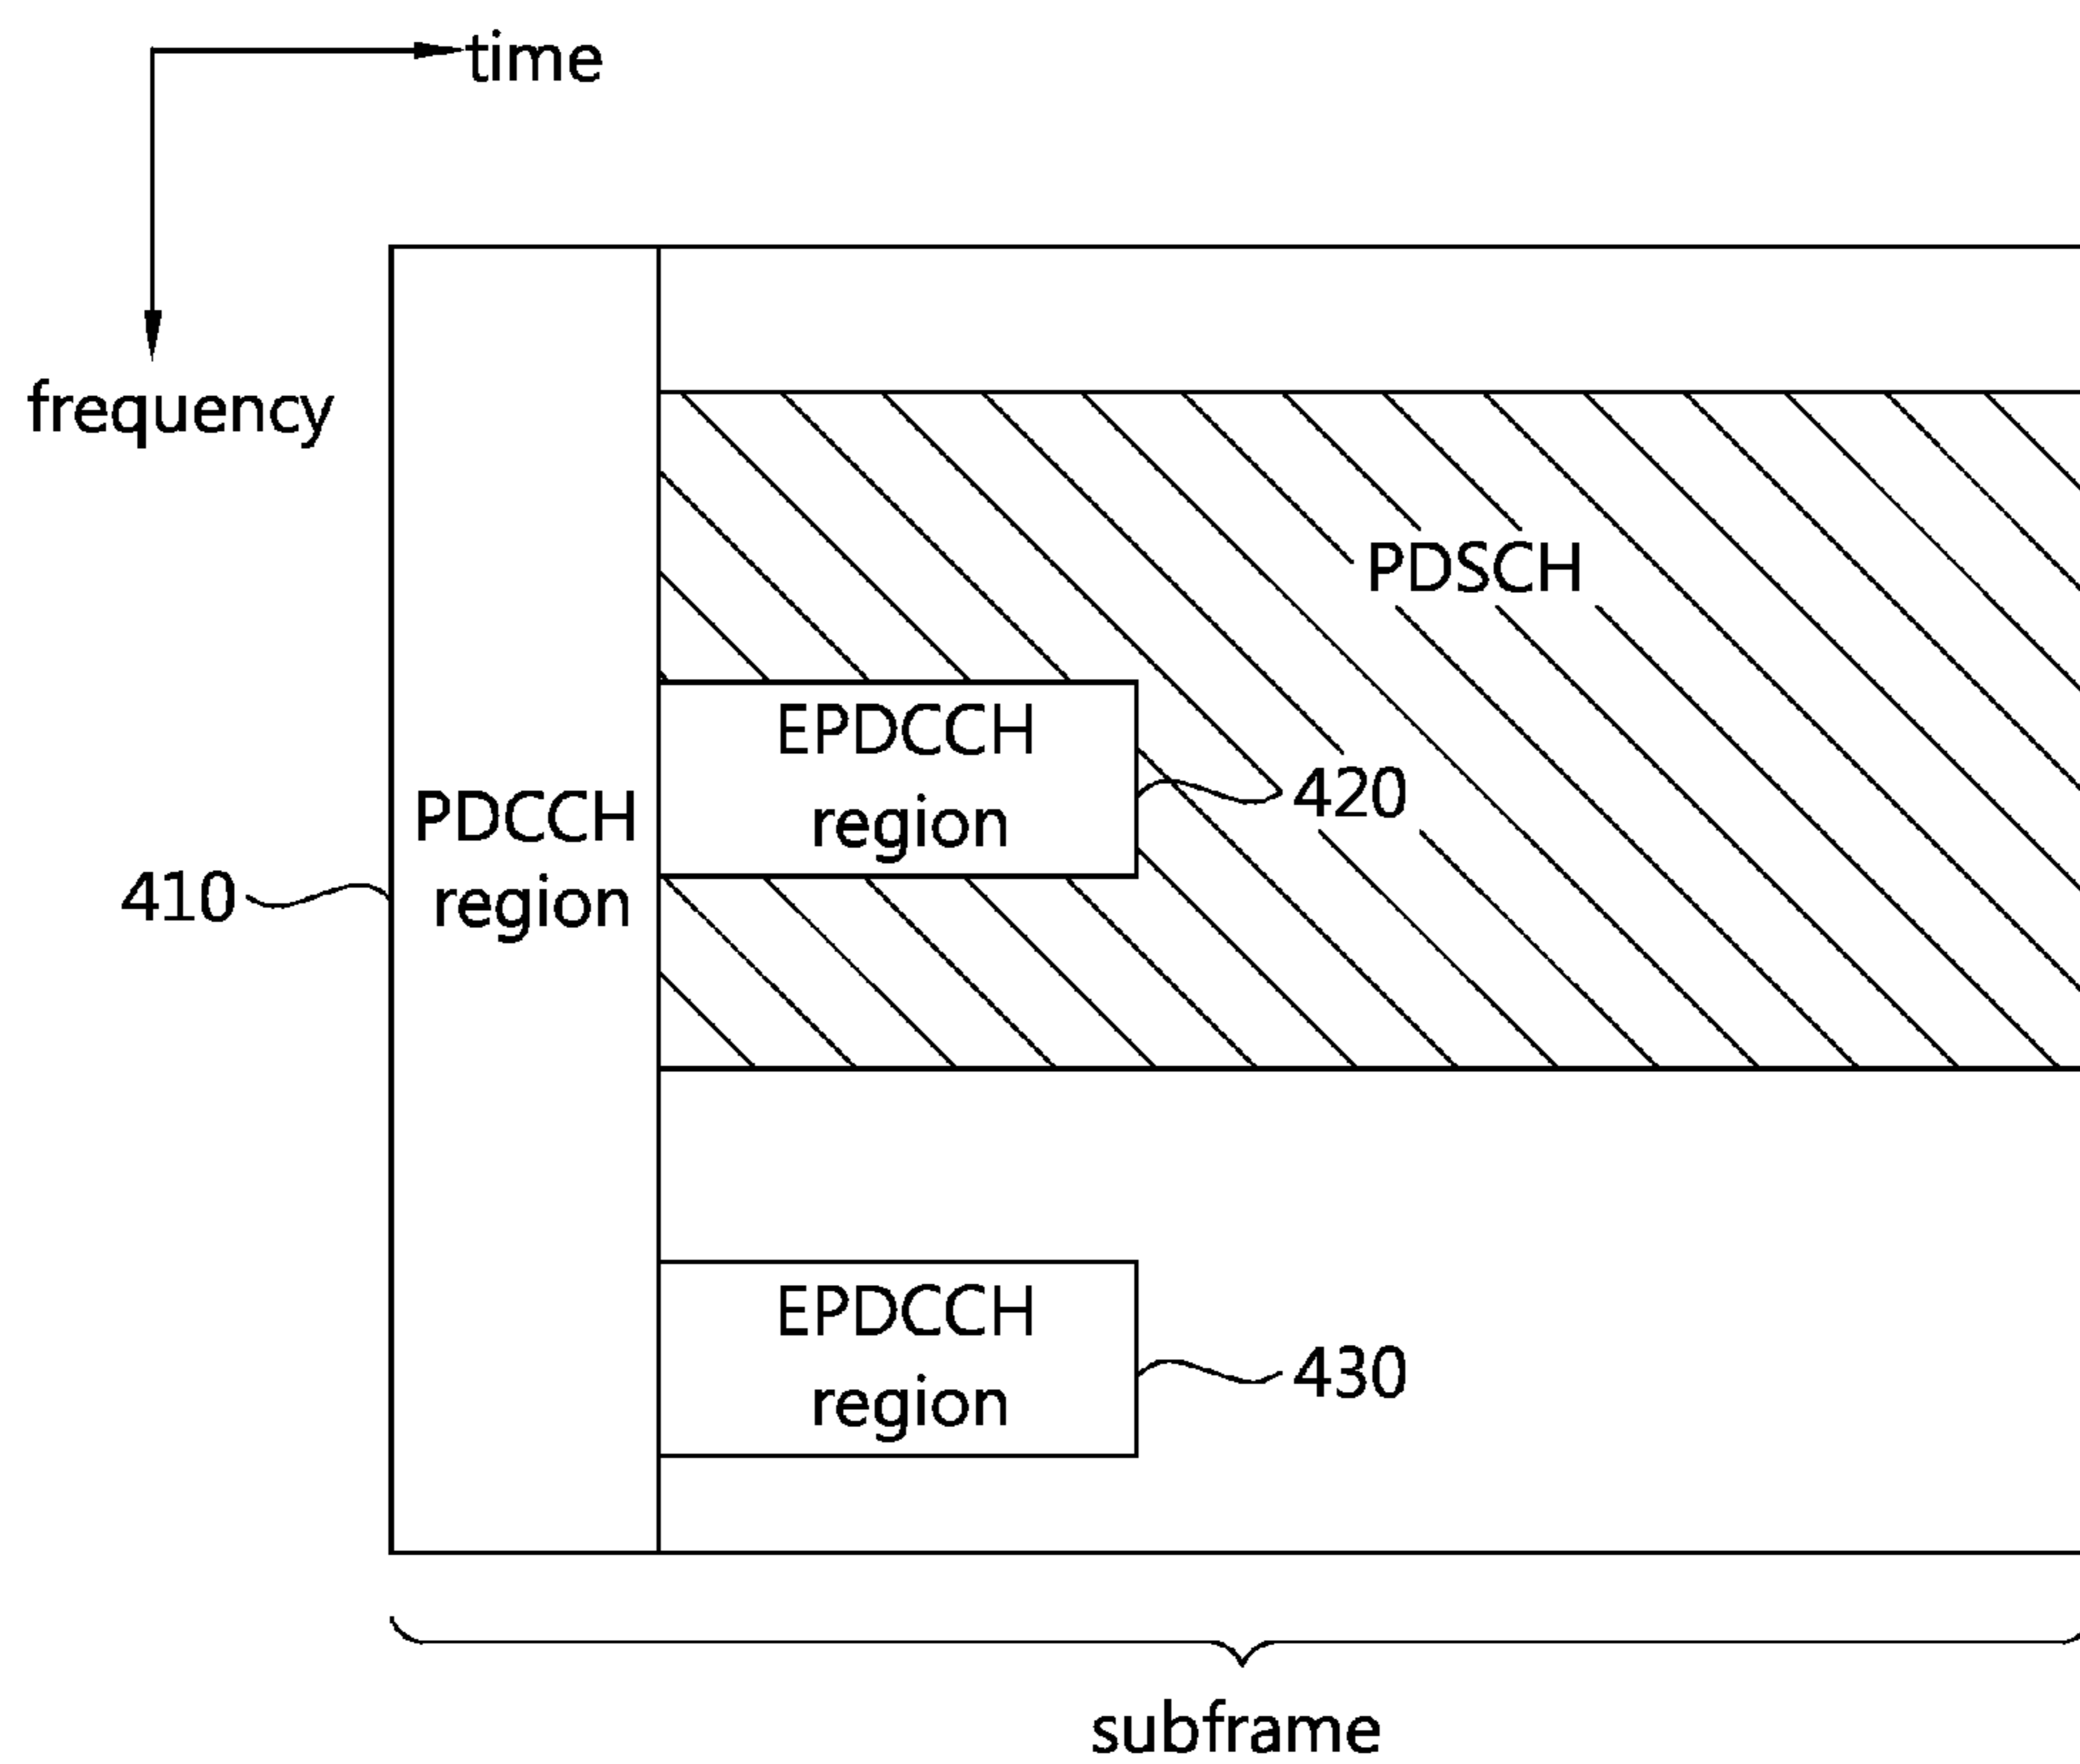 time
frequency
PDSCH
EPDCCH
region
420
PDCCH
region
410
EPDCCH
region
430
subframe